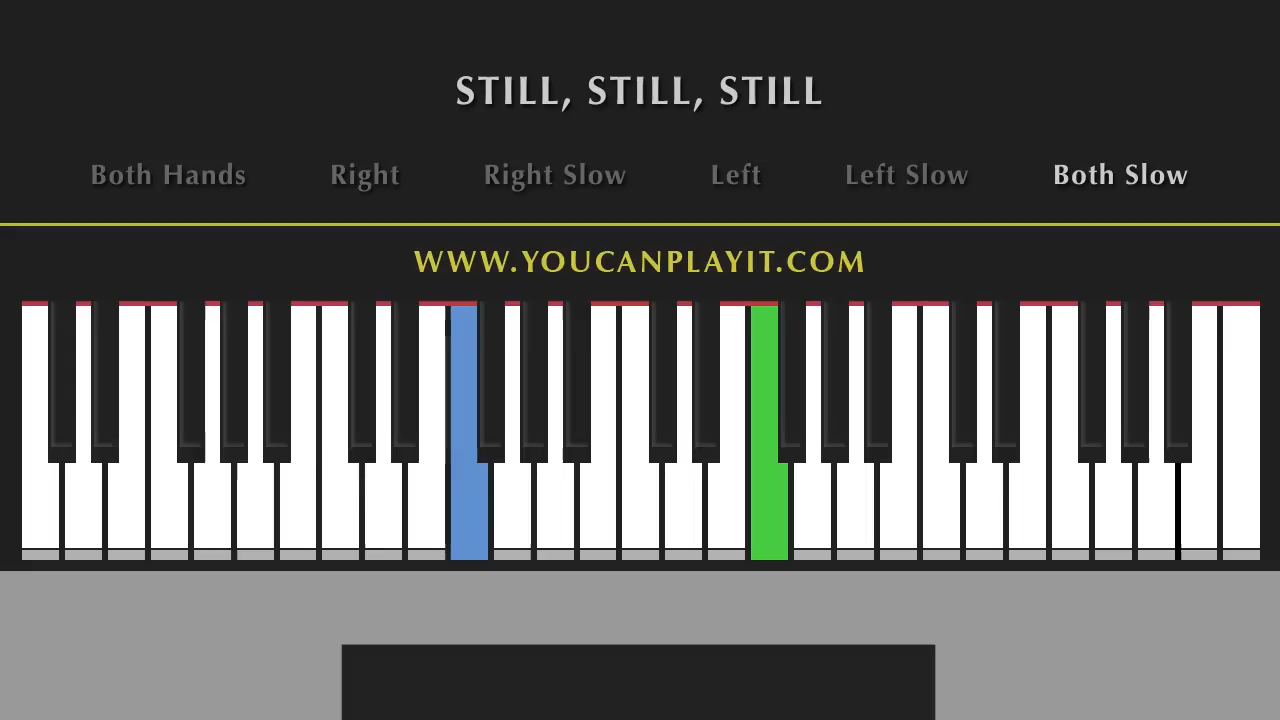 STILL, STILL, STILL
Both Hands Right Right Slow Left Left Slow Both Slow
WWW.YOUCANPLAYIT.COM